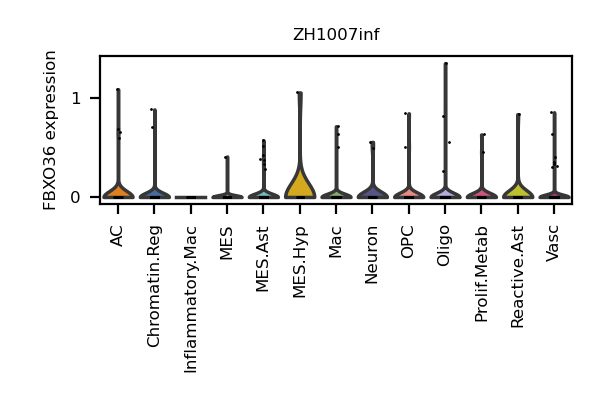 ZH1007inf
FBXO36 expression
1
0
AC
Chromatin.Reg
Inflammatory.Mac
MES
MES.Ast
MES.Hyp
Mac
Neuron
OPC
Oligo
Prolif.Metab
Reactive.Ast
Vasc